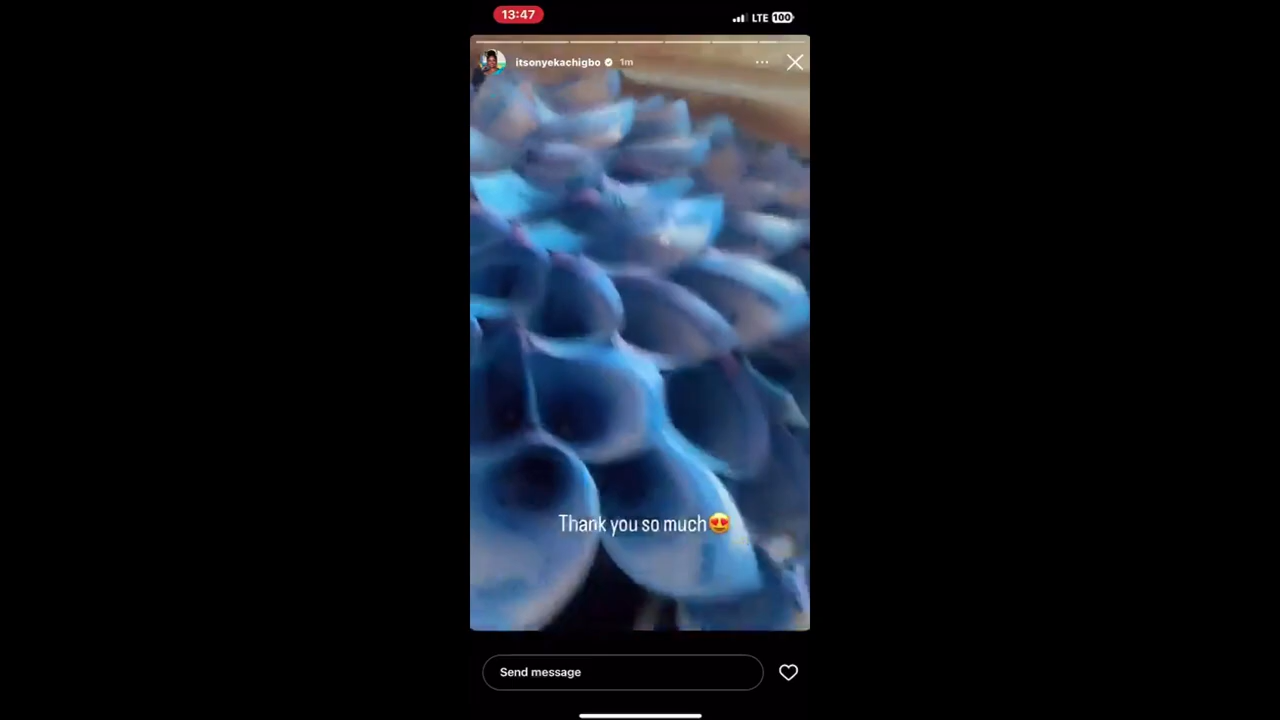 13:47
LTE 100
itsonyekachigbo 1m
Thank you so much😍
Send message